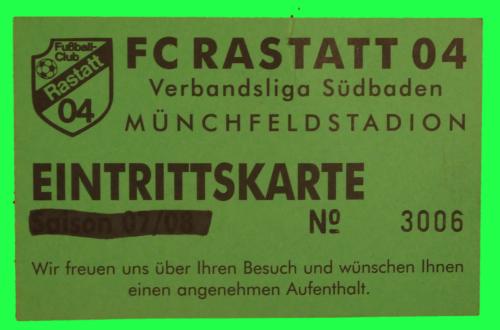 Fußball-
Club
Rastatt
04
FC RASTATT 04
Verbandsliga Südbaden
MÜNCHFELDSTADION
EINTRITTSKARTE
Saison 07/08
Nº 3006
Wir freuen uns über Ihren Besuch und wünschen Ihnen
einen angenehmen Aufenthalt.